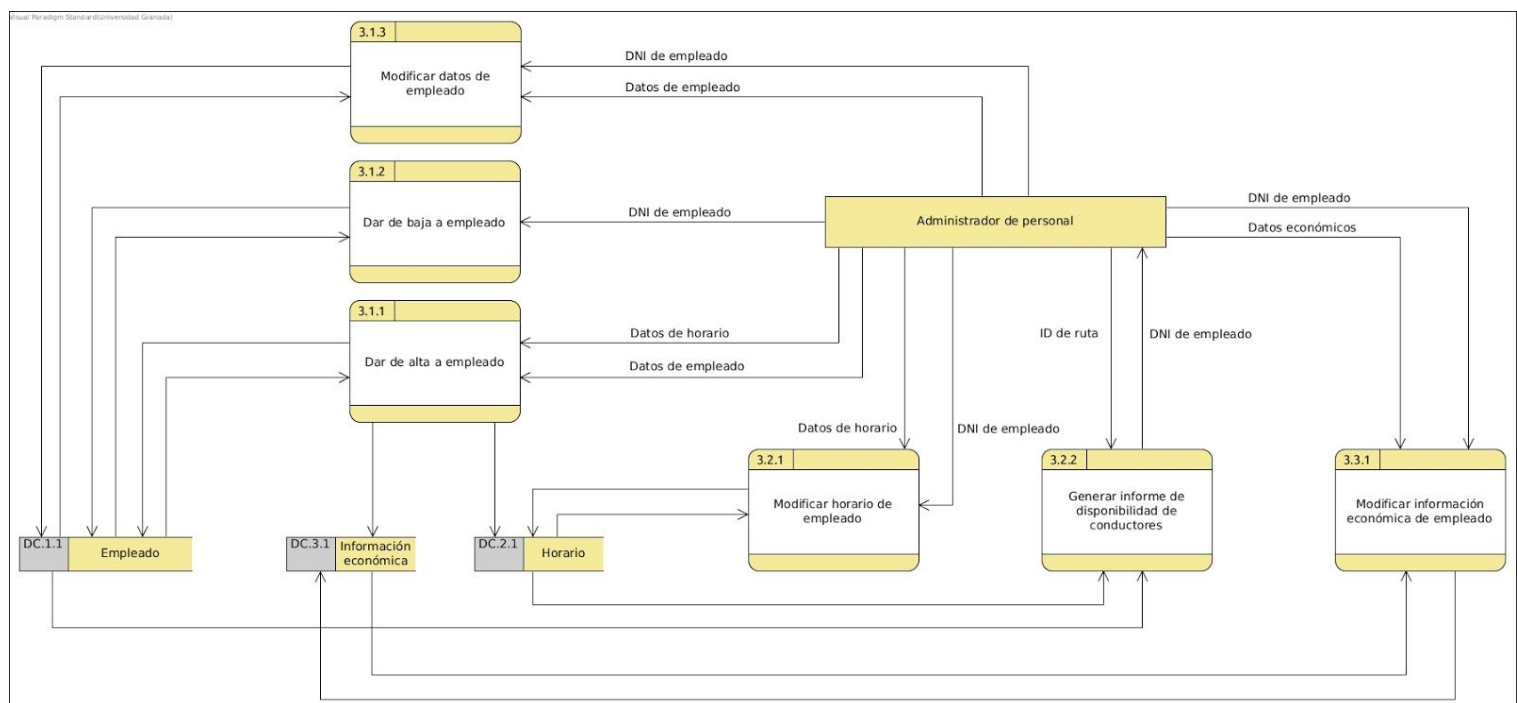 Visual Paradigm Standard(Universidad Granada)
3.1.3
Modificar datos de
empleado
DNI de empleado
Datos de empleado
3.1.2
Dar de baja a empleado
DNI de empleado
Administrador de personal
DNI de empleado
Datos económicos
3.1.1
Dar de alta a empleado
Datos de horario
Datos de empleado
ID de ruta
DNI de empleado
Datos de horario
DNI de empleado
3.2.1
Modificar horario de
empleado
3.2.2
Generar informe de
disponibilidad de
conductores
3.3.1
Modificar información
económica de empleado
DC.1.1
Empleado
DC.3.1
Información
económica
DC.2.1
Horario